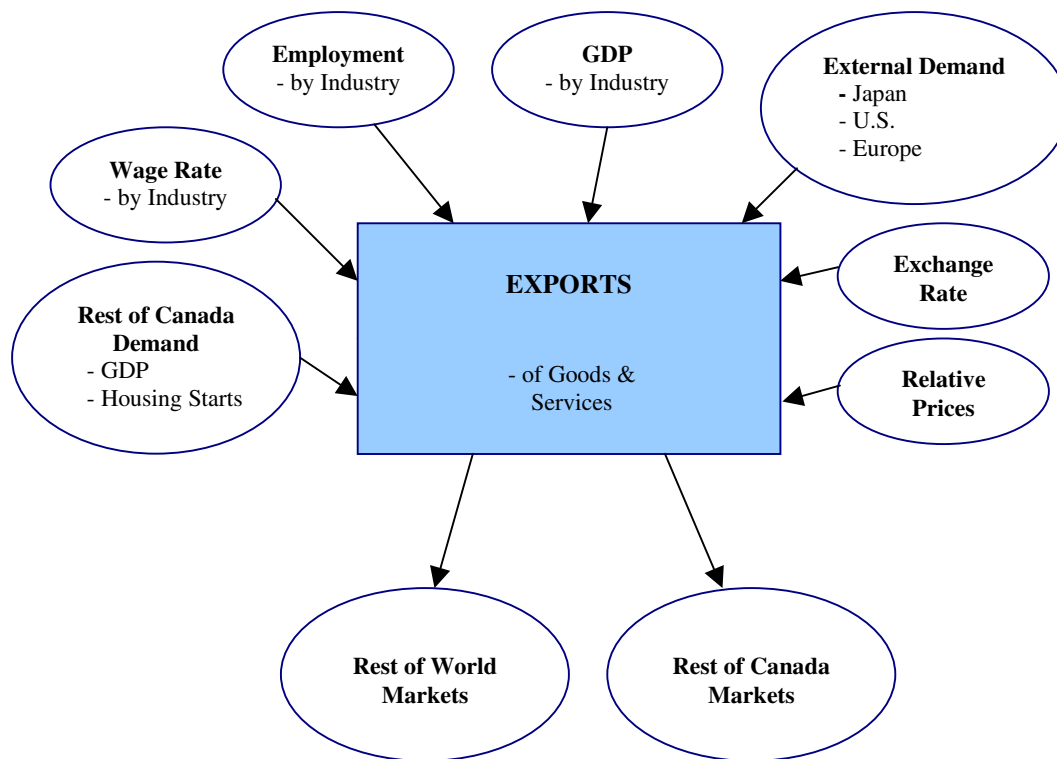 Employment
- by Industry
GDP
- by Industry
External Demand
- Japan
- U.S.
- Europe
Wage Rate
- by Industry
Rest of Canada
Demand
- GDP
- Housing Starts
EXPORTS
- of Goods &
Services
Exchange
Rate
Relative
Prices
Rest of World
Markets
Rest of Canada
Markets